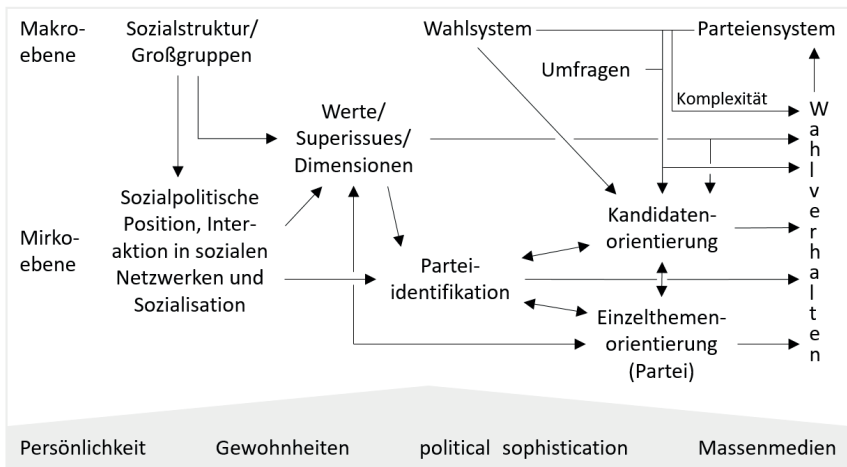 Makro-
ebene
Sozialstruktur/
Großgruppen
Wahlsystem
Parteiensystem
Umfragen
Komplexität
Werte/
Superissues/
Dimensionen
Wahlverhalten
Mirko-
ebene
Sozialpolitische
Position, Inter-
aktion in sozialen
Netzwerken und
Sozialisation
Kandidaten-
orientierung
Partei-
identifikation
Einzelthemen-
orientierung
(Partei)
Persönlichkeit Gewohnheiten political sophistication Massenmedien